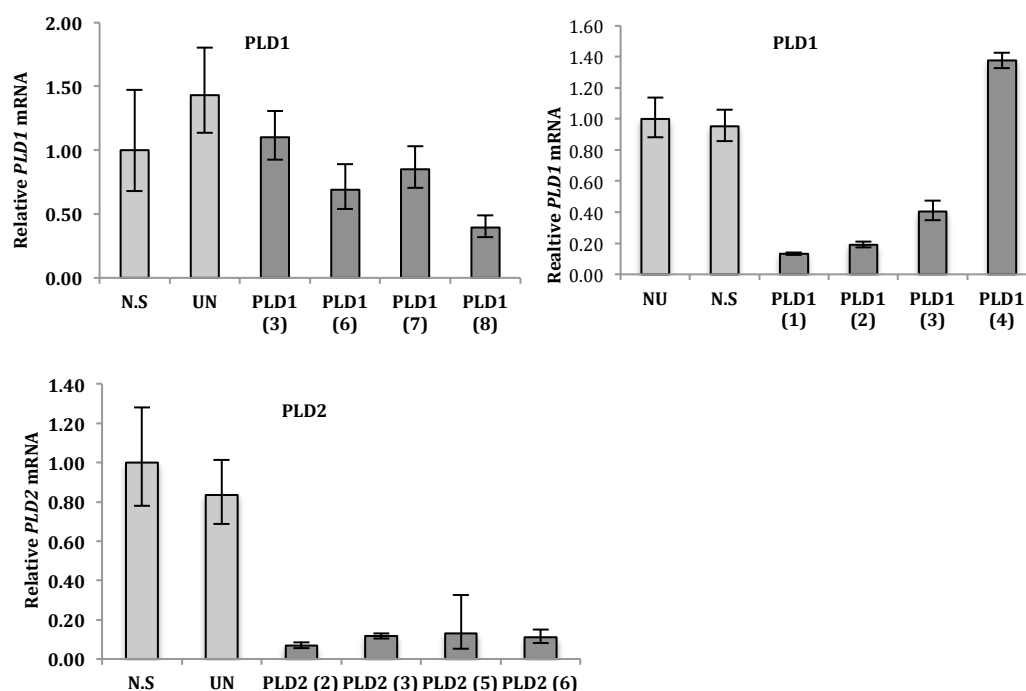 PLD1
Relative PLD1 mRNA
2.00
1.50
1.00
0.50
0.00
N.S UN PLD1 PLD1 PLD1 PLD1
(3) (6) (7) (8)
PLD1
Realtive PLD1 mRNA
1.60
1.40
1.20
1.00
0.80
0.60
0.40
0.20
0.00
NU N.S PLD1 PLD1 PLD1 PLD1
(1) (2) (3) (4)
PLD2
Relative PLD2 mRNA
1.40
1.20
1.00
0.80
0.60
0.40
0.20
0.00
N.S UN PLD2 (2) PLD2 (3) PLD2 (5) PLD2 (6)